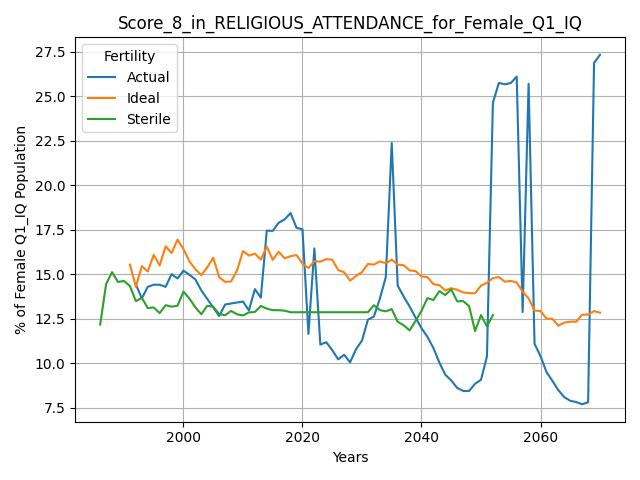 Score_8_in_RELIGIOUS_ATTENDANCE_for_Female_Q1_IQ
Fertility
Actual
Ideal
Sterile
% of Female Q1_IQ Population
27.5
25.0
22.5
20.0
17.5
15.0
12.5
10.0
7.5
2000
2020
2040
2060
Years